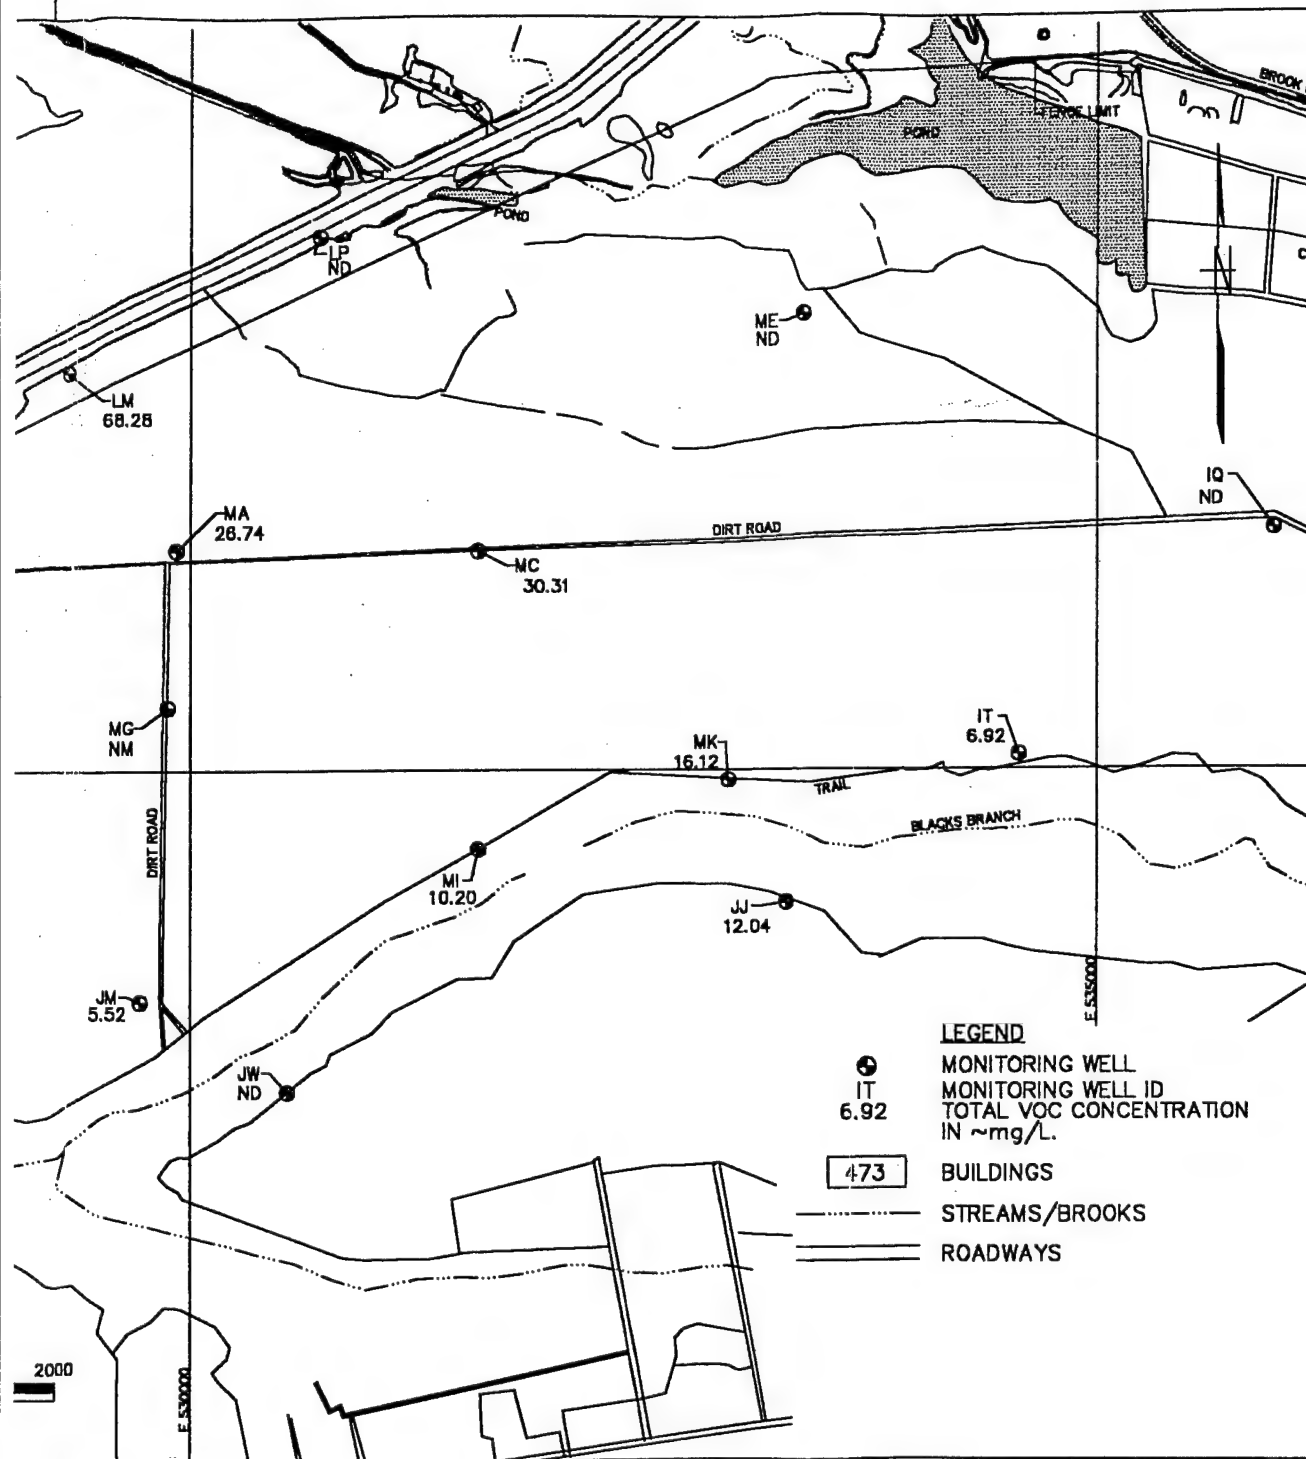 BROOK
FENCE LIMIT
POND
POND
LP
ND
ME
ND
LM
68.28
IQ
ND
MA
26.74
DIRT ROAD
MC
30.31
MG
NM
IT
6.92
MK
16.12
TRAIL
BLACKS BRANCH
DIRT ROAD
MI
10.20
JJ
12.04
E 535000
JM
5.52
JW
ND
LEGEND
MONITORING WELL
IT MONITORING WELL ID
6.92 TOTAL VOC CONCENTRATION
IN ~mg/L.
473 BUILDINGS
STREAMS/BROOKS
ROADWAYS
2000
E 530000